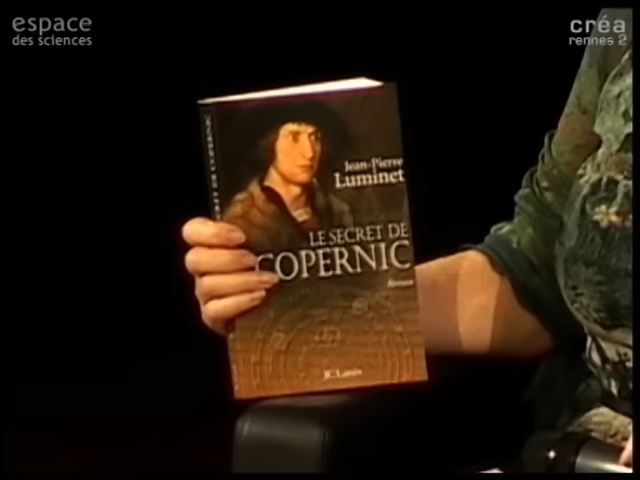 espace
des sciences
créa
rennes 2
Jean-Pierre
Luminet
LE SECRET DE
COPERNIC
Roman
JC Lattès